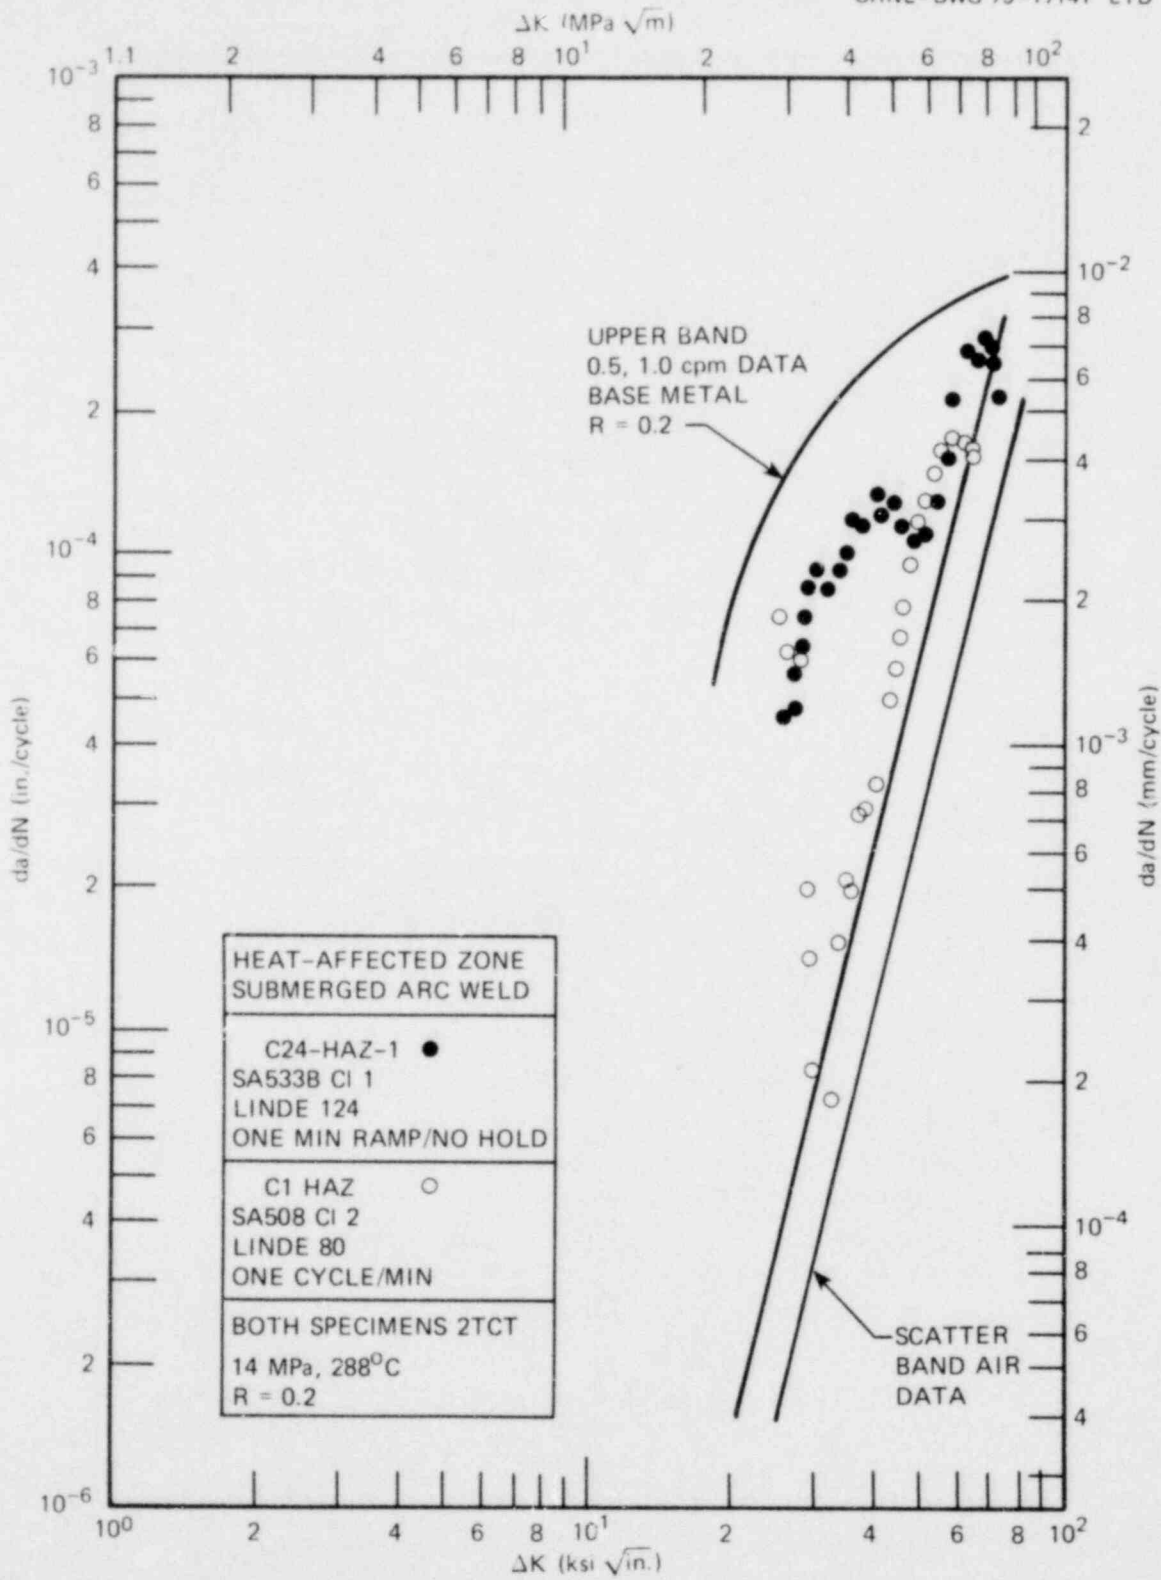 ΔK (MPa √m)
1.1 2 4 6 8 10¹ 2 4 6 8 10²
10⁻³
8
6
4
2
10⁻⁴
8
6
4
2
10⁻⁵
8
6
4
2
10⁻⁶
da/dN (in./cycle)
UPPER BAND
0.5, 1.0 cpm DATA
BASE METAL
R = 0.2
HEAT-AFFECTED ZONE
SUBMERGED ARC WELD
C24-HAZ-1
SA533B Cl 1
LINDE 124
ONE MIN RAMP/NO HOLD
C1 HAZ
SA508 Cl 2
LINDE 80
ONE CYCLE/MIN
BOTH SPECIMENS 2TCT
14 MPa, 288°C
R = 0.2
SCATTER
BAND AIR
DATA
2
10⁻²
8
6
4
2
10⁻³
8
6
4
2
10⁻⁴
8
6
4
da/dN (mm/cycle)
10⁰ 2 4 6 8 10¹ 2 4 6 8 10²
ΔK (ksi √in.)